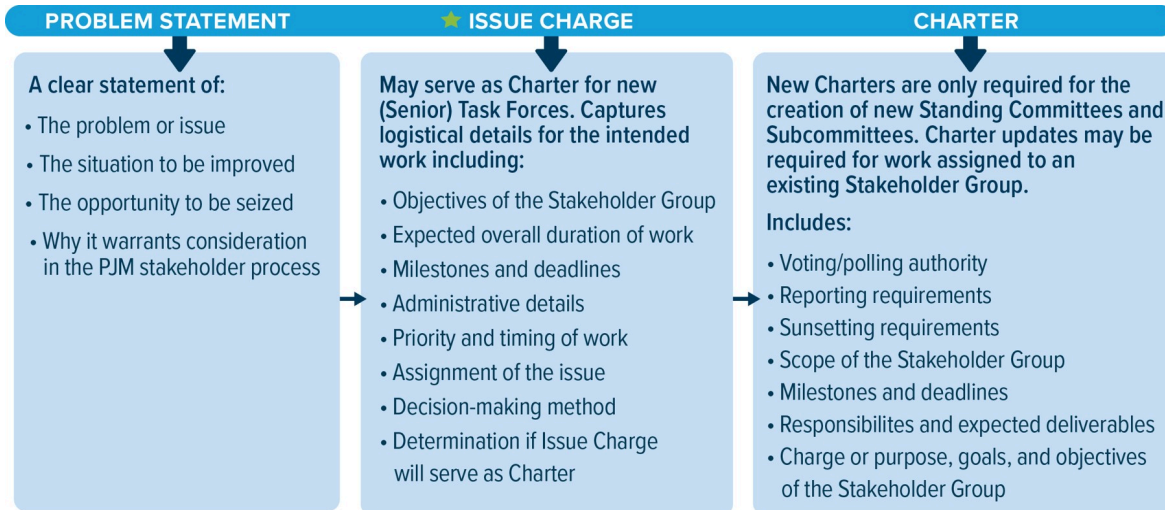 PROBLEM STATEMENT
A clear statement of:
• The problem or issue
• The situation to be improved
• The opportunity to be seized
• Why it warrants consideration
in the PJM stakeholder process
ISSUE CHARGE
May serve as Charter for new
(Senior) Task Forces. Captures
logistical details for the intended
work including:
• Objectives of the Stakeholder Group
• Expected overall duration of work
• Milestones and deadlines
• Administrative details
• Priority and timing of work
• Assignment of the issue
• Decision-making method
• Determination if Issue Charge
will serve as Charter
CHARTER
New Charters are only required for the
creation of new Standing Committees and
Subcommittees. Charter updates may be
required for work assigned to an
existing Stakeholder Group.
Includes:
• Voting/polling authority
• Reporting requirements
• Sunsetting requirements
• Scope of the Stakeholder Group
• Milestones and deadlines
• Responsibilites and expected deliverables
• Charge or purpose, goals, and objectives
of the Stakeholder Group